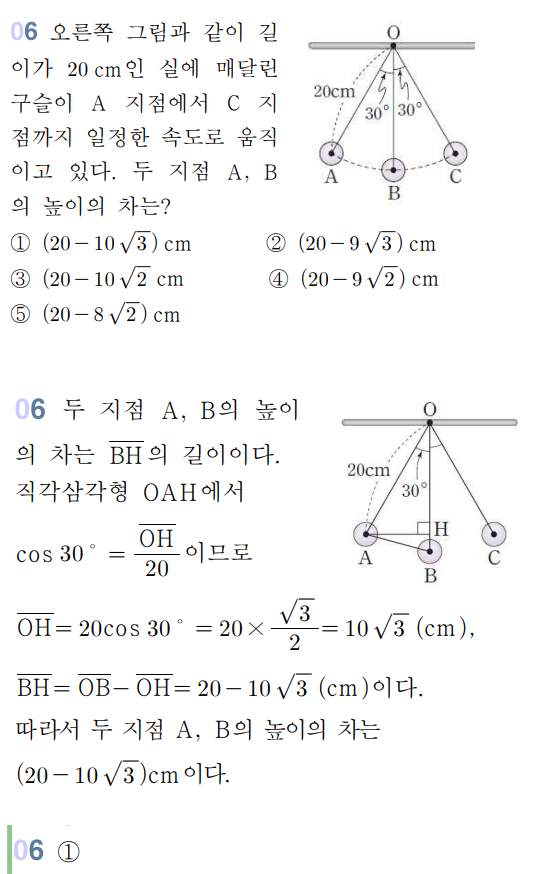 06 오른쪽 그림과 같이 길
이가 20 cm인 실에 매달린
구슬이 A 지점에서 C 지
점까지 일정한 속도로 움직
이고 있다. 두 지점 A, B
의 높이의 차는?
O
20cm
30° 30°
A
B
C
① (20-10√3) cm
② (20-9√3) cm
③ (20-10√2 cm
④ (20-9√2) cm
⑤ (20-8√2) cm
06 두 지점 A, B의 높이
의 차는 B̅H̅의 길이이다.
직각삼각형 OAH에서
cos 30° = O̅H̅/20 이므로
O
20cm
30°
H
A
B
C
O̅H̅= 20cos 30° = 20×√3/2 = 10√3 (cm),
B̅H̅= O̅B̅- O̅H̅= 20-10√3 (cm)이다.
따라서 두 지점 A, B의 높이의 차는
(20-10√3)cm이다.
06 ①